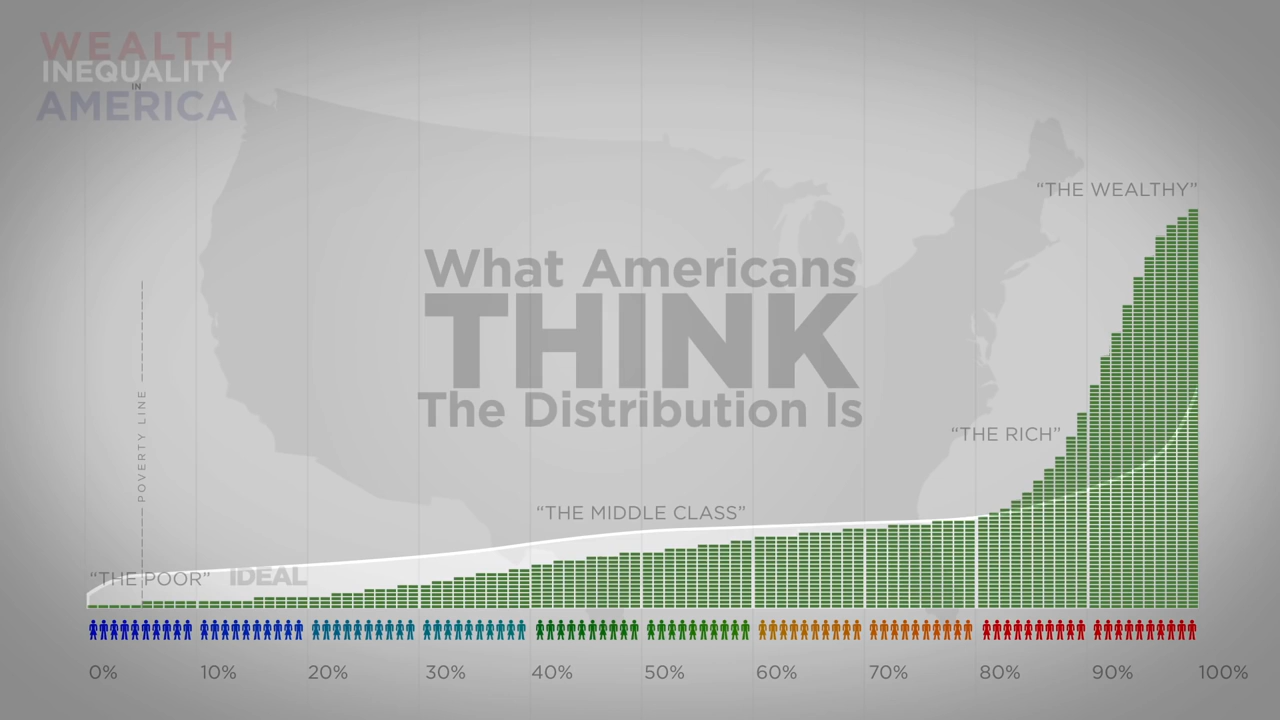 WEALTH
INEQUALITY
IN
AMERICA
“THE WEALTHY”
What Americans
THINK
The Distribution Is
POVERTY LINE
“THE RICH”
“THE MIDDLE CLASS”
“THE POOR” IDEAL
0% 10% 20% 30% 40% 50% 60% 70% 80% 90% 100%